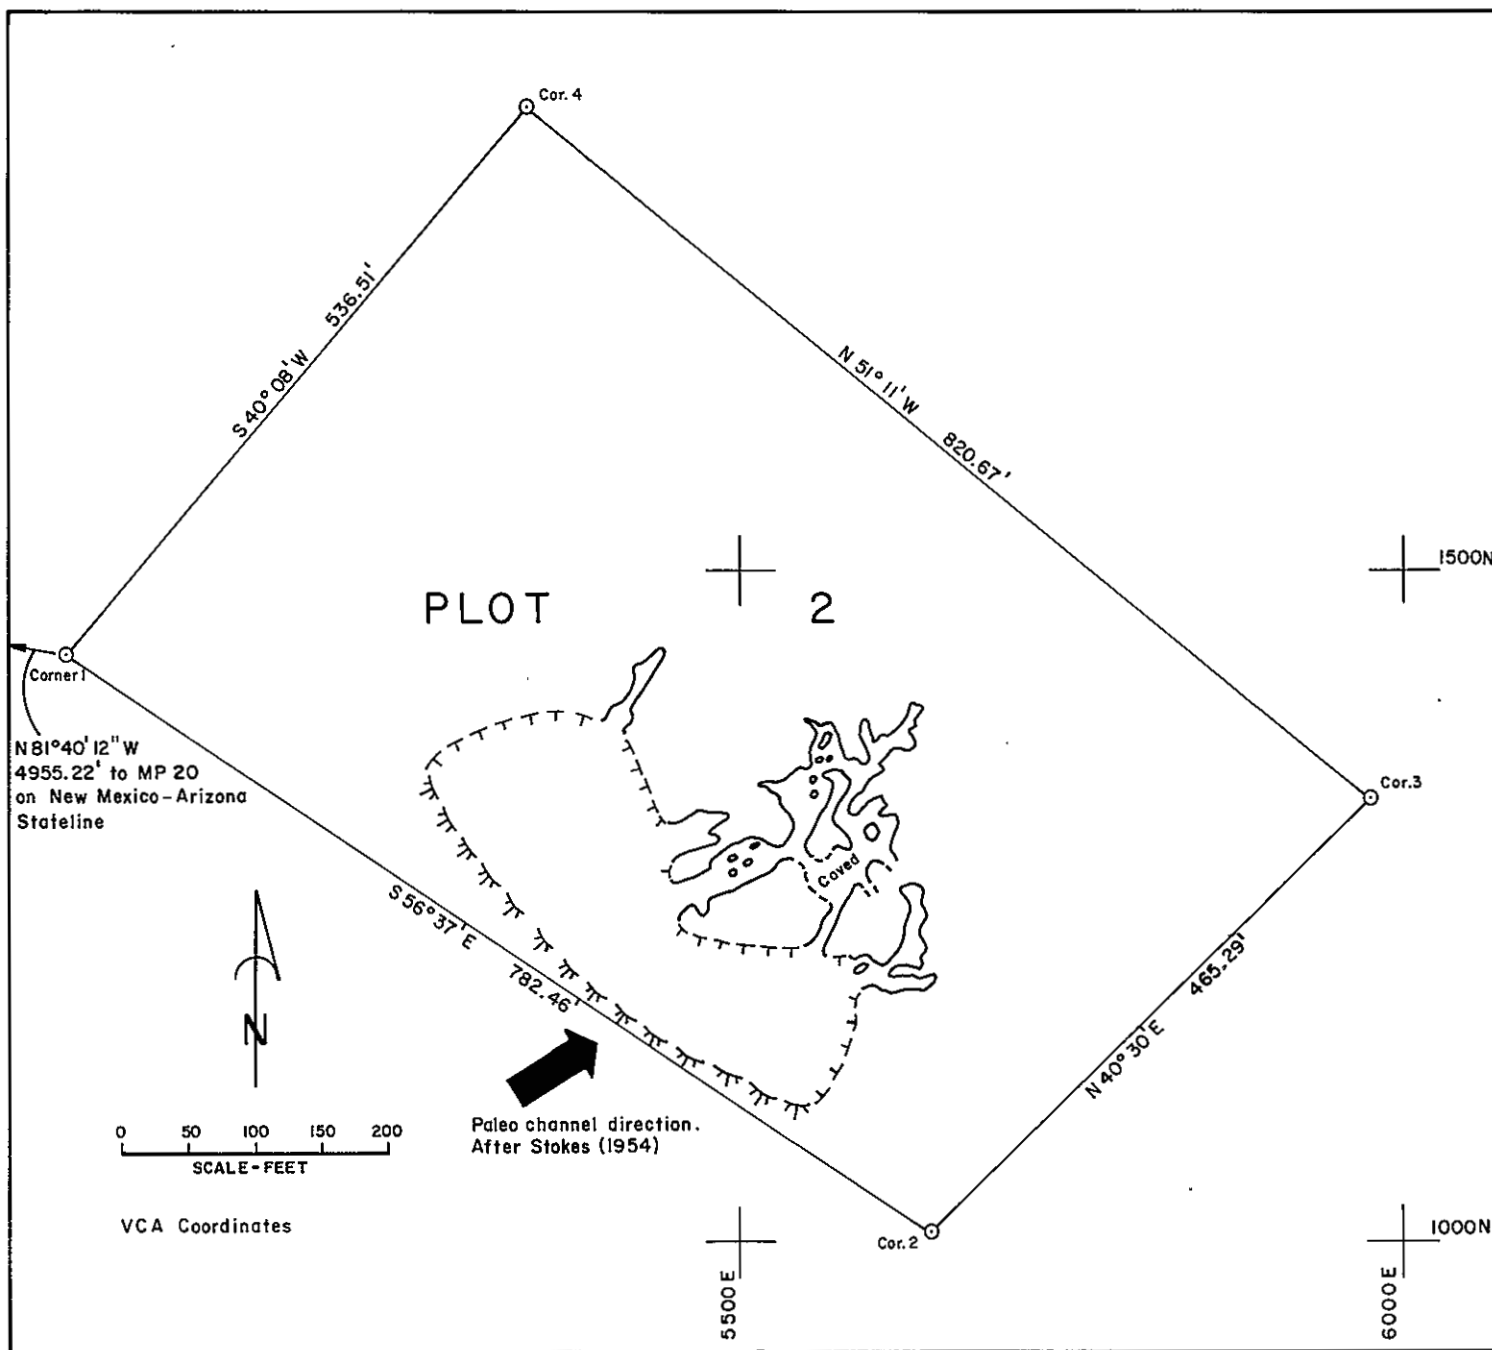 Cor. 4
536.51'
S 40° 08' W
N 51° 11' W
820.67'
1500N
PLOT 2
Corner 1
N 81° 40' 12" W
4955.22' to MP 20
on New Mexico-Arizona
Stateline
Cor. 3
Caved
S 56° 37' E
782.46'
465.29'
N 40° 30' E
N
Paleo channel direction.
After Stokes (1954)
0 50 100 150 200
SCALE-FEET
VCA Coordinates
Cor. 2
1000N
5500E
6000E